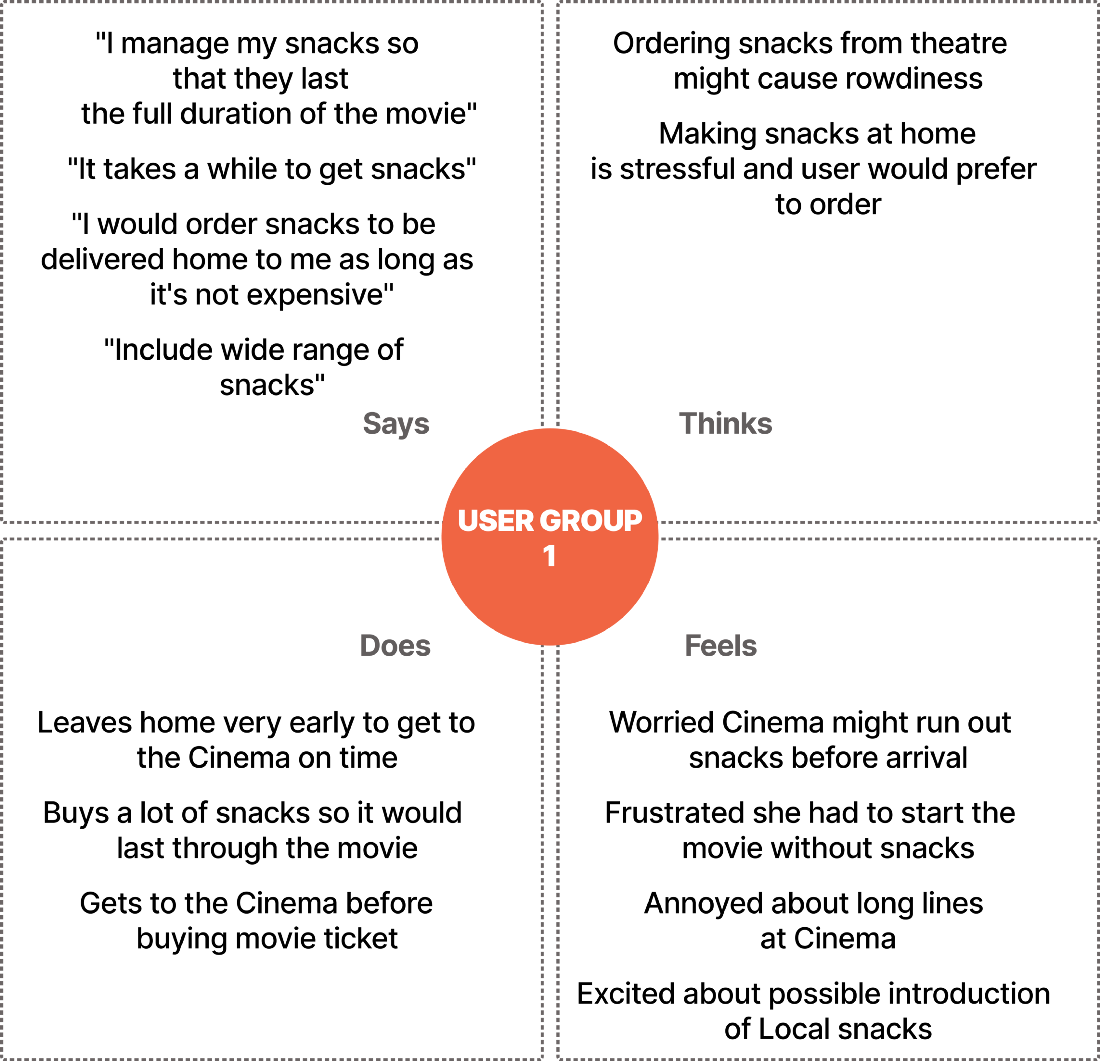 "I manage my snacks so
that they last
the full duration of the movie"
"It takes a while to get snacks"
"I would order snacks to be
delivered home to me as long as
it's not expensive"
"Include wide range of
snacks"
Says
Ordering snacks from theatre
might cause rowdiness
Making snacks at home
is stressful and user would prefer
to order
Thinks
USER GROUP
1
Does
Leaves home very early to get to
the Cinema on time
Buys a lot of snacks so it would
last through the movie
Gets to the Cinema before
buying movie ticket
Feels
Worried Cinema might run out
snacks before arrival
Frustrated she had to start the
movie without snacks
Annoyed about long lines
at Cinema
Excited about possible introduction
of Local snacks